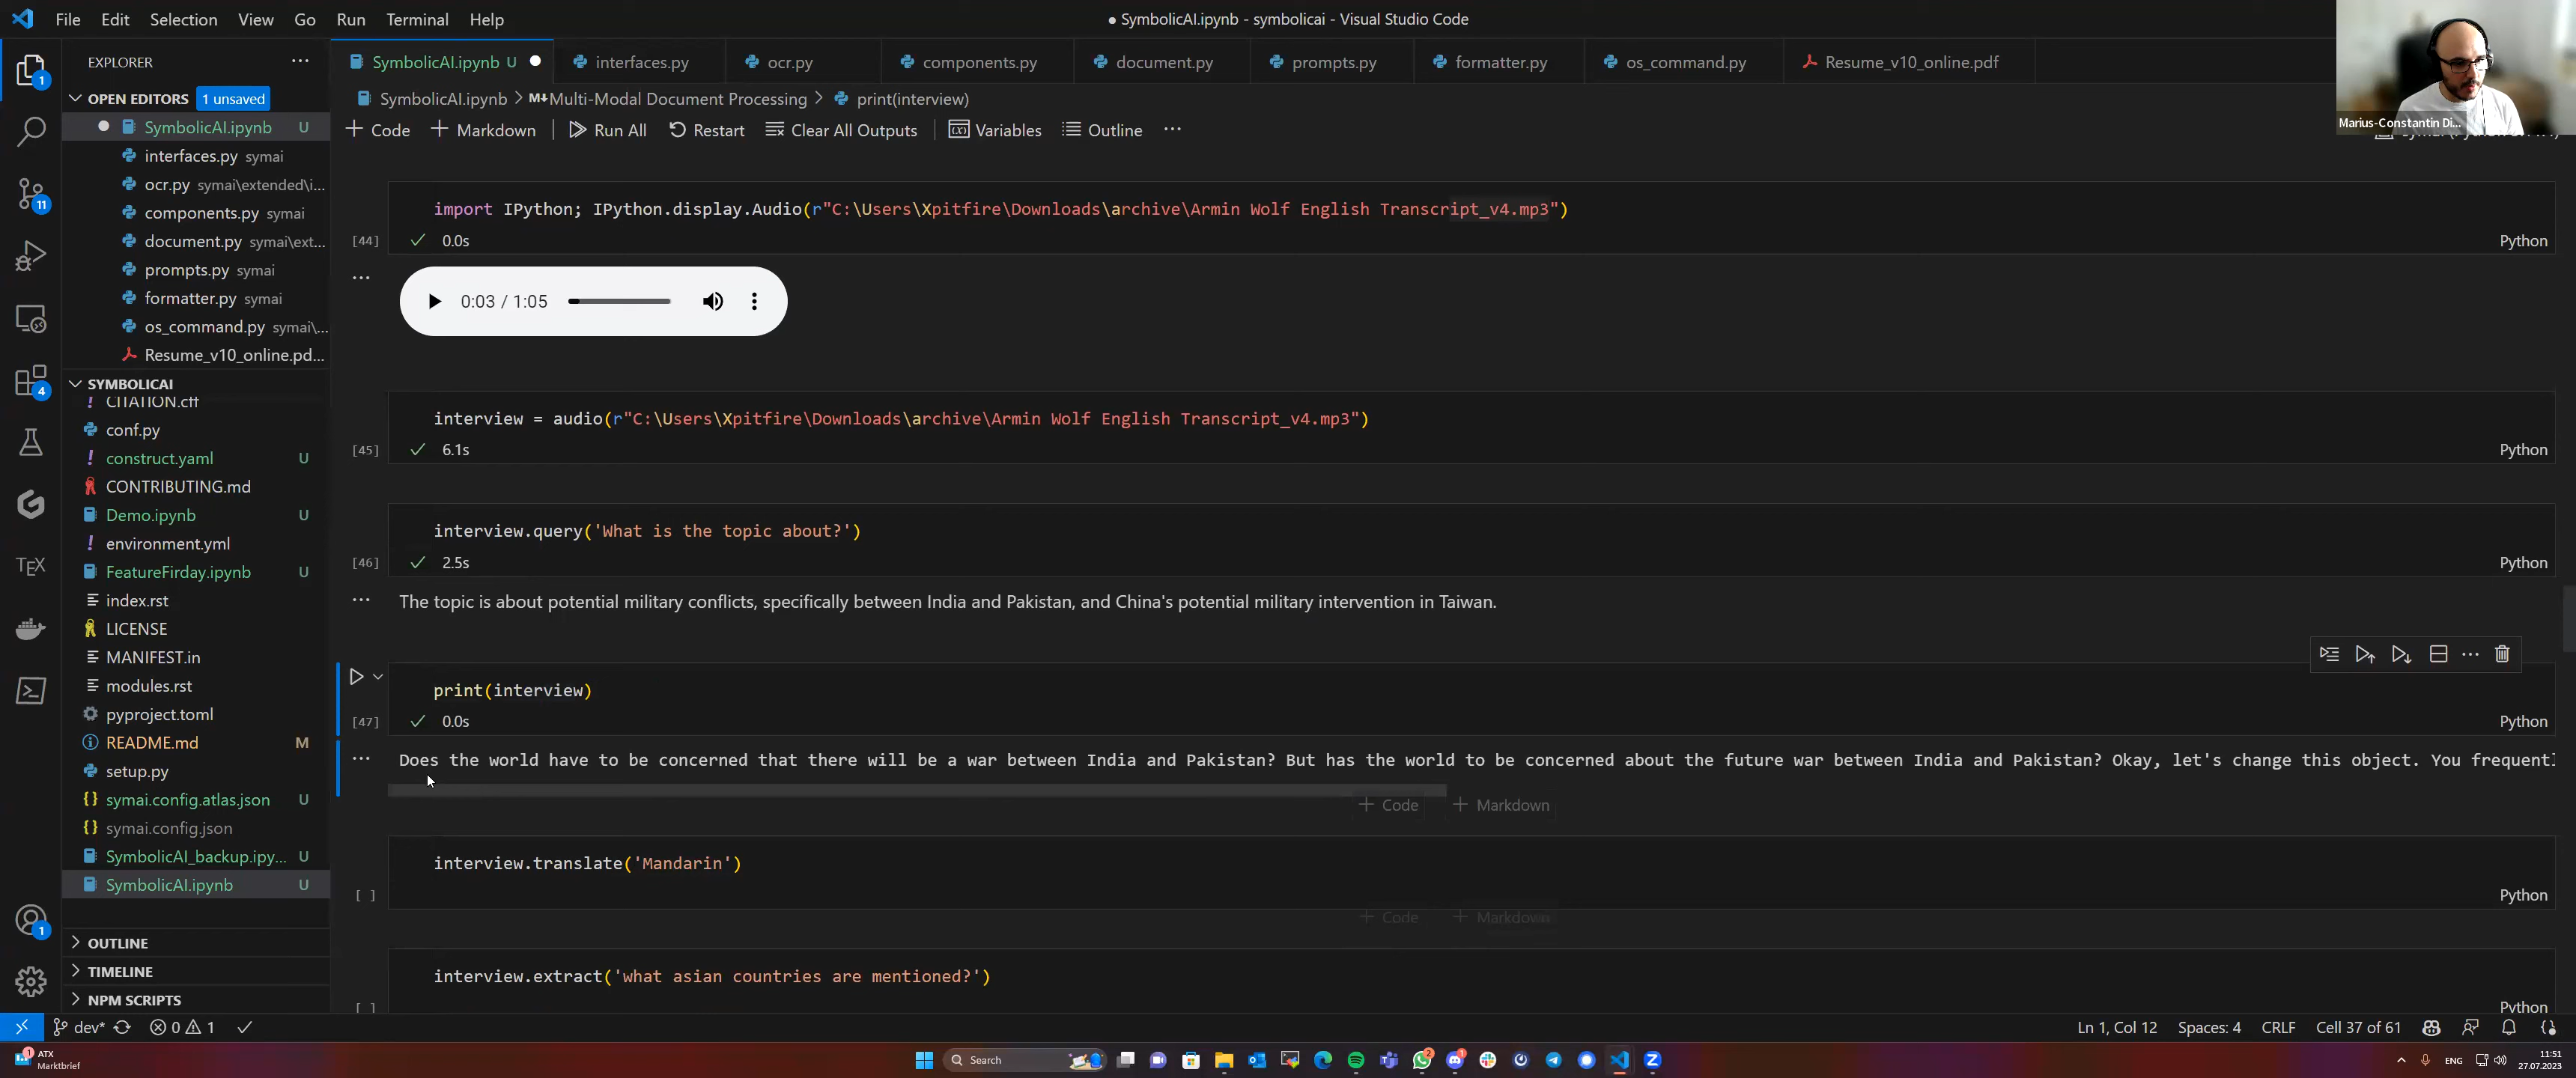 File Edit Selection View Go Run Terminal Help
● SymbolicAI.ipynb - symbolicai - Visual Studio Code
Marius-Constantin Di...
EXPLORER
OPEN EDITORS 1 unsaved
SymbolicAI.ipynb U
interfaces.py symai
ocr.py symai\extended\i...
components.py symai
document.py symai\ext...
prompts.py symai
formatter.py symai
os_command.py symai\...
Resume_v10_online.pd...
SYMBOLICAI
CITATION.cff
conf.py
construct.yaml U
CONTRIBUTING.md
Demo.ipynb U
environment.yml
FeatureFirday.ipynb U
index.rst
LICENSE
MANIFEST.in
modules.rst
pyproject.toml
README.md M
setup.py
symai.config.atlas.json U
symai.config.json
SymbolicAI_backup.ipy... U
SymbolicAI.ipynb U
OUTLINE
TIMELINE
NPM SCRIPTS
1
11
4
TEX
1
SymbolicAI.ipynb U
interfaces.py
ocr.py
components.py
document.py
prompts.py
formatter.py
os_command.py
Resume_v10_online.pdf
SymbolicAI.ipynb > M↓Multi-Modal Document Processing > print(interview)
+ Code + Markdown Run All Restart Clear All Outputs Variables Outline ...
import IPython; IPython.display.Audio(r"C:\Users\Xpitfire\Downloads\archive\Armin Wolf English Transcript_v4.mp3")
[44] 0.0s Python
0:03 / 1:05
interview = audio(r"C:\Users\Xpitfire\Downloads\archive\Armin Wolf English Transcript_v4.mp3")
[45] 6.1s Python
interview.query('What is the topic about?')
[46] 2.5s Python
The topic is about potential military conflicts, specifically between India and Pakistan, and China's potential military intervention in Taiwan.
print(interview)
[47] 0.0s Python
Does the world have to be concerned that there will be a war between India and Pakistan? But has the world to be concerned about the future war between India and Pakistan? Okay, let's change this object. You frequentl
+ Code + Markdown
interview.translate('Mandarin')
[ ] Python
+ Code + Markdown
interview.extract('what asian countries are mentioned?')
[ ] Python
dev* 0 1
Ln 1, Col 12 Spaces: 4 CRLF Cell 37 of 61
1 ATX
Marktbrief
Search
2
1
ENG
11:51
27.07.2023